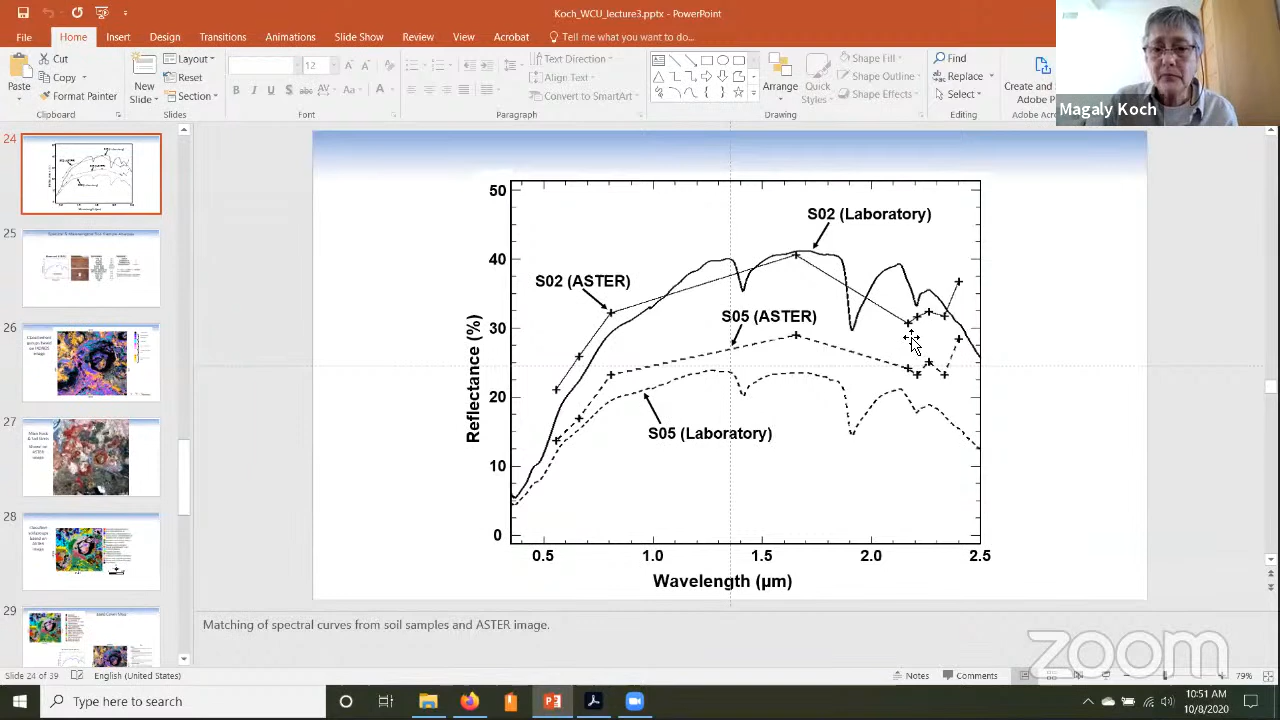 Koch_WCU_lecture3.pptx - PowerPoint
File Home Insert Design Transitions Animations Slide Show Review View Acrobat Tell me what you want to do...
Paste
Cut
Copy
Format Painter
Clipboard
New Slide
Layout
Reset
Section
Slides
12
Font
Text Direction
Align Text
Convert to SmartArt
Paragraph
Arrange
Quick Styles
Shape Fill
Shape Outline
Shape Effects
Drawing
Find
Replace
Select
Editing
Create and
Adobe
Magaly Koch
24
25
26
27
28
29
50
40
30
20
10
0
Reflectance (%)
S02 (Laboratory)
S02 (ASTER)
S05 (ASTER)
S05 (Laboratory)
0.5 1.0 1.5 2.0 2.5
Wavelength (µm)
Matching of spectral curves from soil samples and ASTER image.
zoom
Slide 24 of 39 English (United States) Notes Comments 79%
Type here to search
10:51 AM
10/8/2020